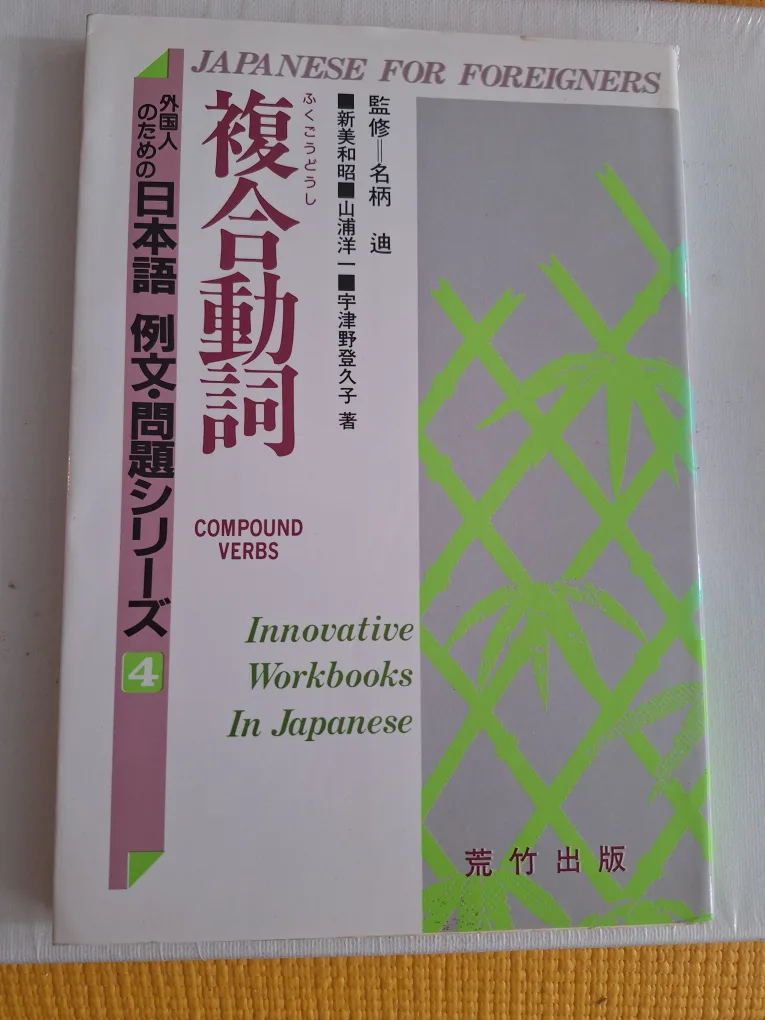 JAPANESE FOR FOREIGNERS
外国人のための日本語 例文・問題シリーズ4
ふくごうどうし
複合動詞
監修=名柄 迪
■新美和昭■山浦洋一■宇津野登久子 著
COMPOUND
VERBS
Innovative
Workbooks
In Japanese
荒竹出版